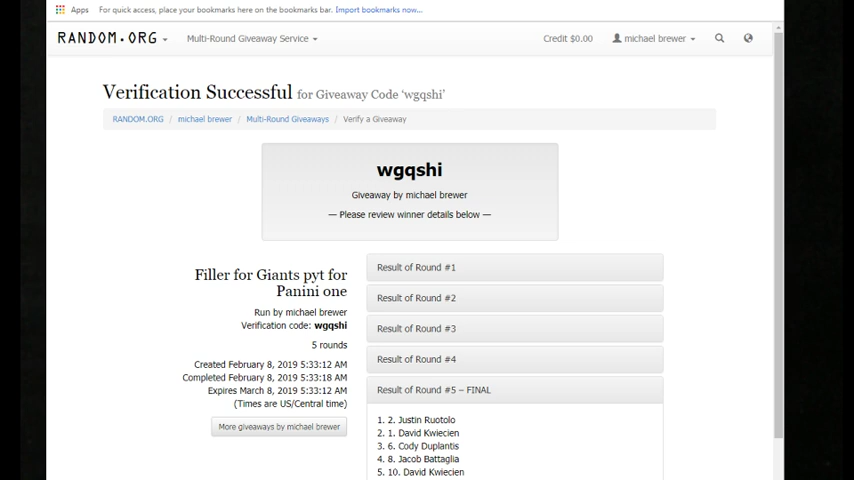 Apps For quick access, place your bookmarks here on the bookmarks bar. Import bookmarks now...
RANDOM.ORG Multi-Round Giveaway Service Credit $0.00 michael brewer
Verification Successful for Giveaway Code ‘wgqshi’
RANDOM.ORG / michael brewer / Multi-Round Giveaways / Verify a Giveaway
wgqshi
Giveaway by michael brewer
— Please review winner details below —
Filler for Giants pyt for
Panini one
Run by michael brewer
Verification code: wgqshi
5 rounds
Created February 8, 2019 5:33:12 AM
Completed February 8, 2019 5:33:18 AM
Expires March 8, 2019 5:33:12 AM
(Times are US/Central time)
More giveaways by michael brewer
Result of Round #1
Result of Round #2
Result of Round #3
Result of Round #4
Result of Round #5 – FINAL
1. 2. Justin Ruotolo
2. 1. David Kwiecien
3. 6. Cody Duplantis
4. 8. Jacob Battaglia
5. 10. David Kwiecien